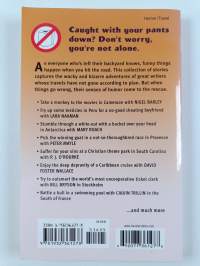 Humor/Travel
Caught with your pants
down? Don't worry,
you're not alone.
As everyone who's left their backyard knows, funny things
happen when you hit the road. This collection of stories
captures the wacky and bizarre adventures of great writers
whose travels have not gone according to plan. But when
things go wrong, their senses of humor come to the rescue.
• Take a monkey to the movies in Cameroon with NIGEL BARLEY
• Try up some medicine in Peru for a no-good cheating boyfriend with
LARA NAAMAN
• Stumble through a white-out with a bucket over your head
in Antarctica with MARY ROACH
• Pick the winning goat in a not-so-thoroughbred race in Provence with
PETER MAYLE
• Suffer for your sins at a Christian theme park in South Carolina
with P. J. O'ROURKE
• Enjoy the deep depravity of a Caribbean cruise with DAVID
FOSTER WALLACE
• Try to outsmart the world's most uncooperative ticket clerk
with BILL BRYSON in Stockholm
• Battle a bull in a swimming pool with CALVIN TRILLIN in the
South of France
...and much more